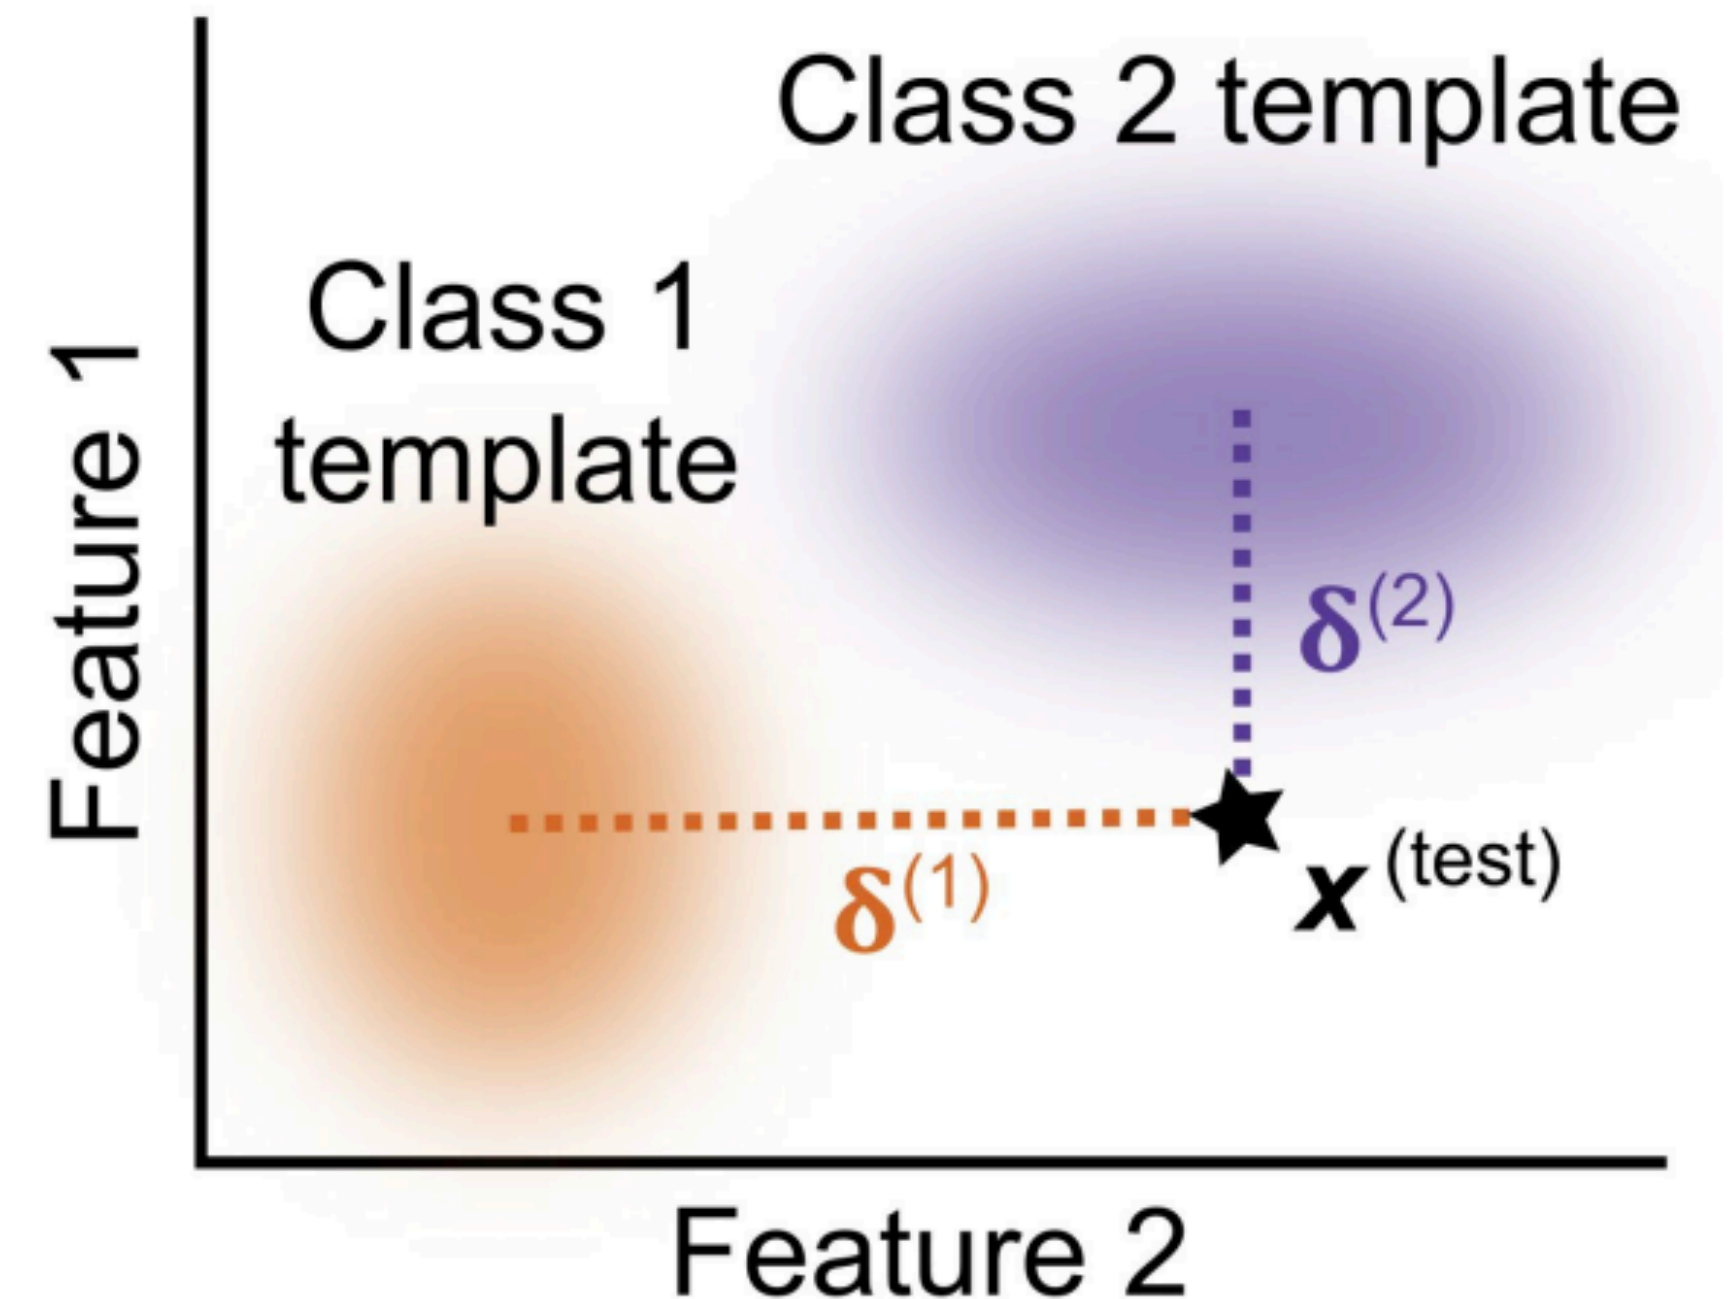 Class 2 template
Class 1
template
Feature 1
δ(2)
δ(1)
x (test)
Feature 2